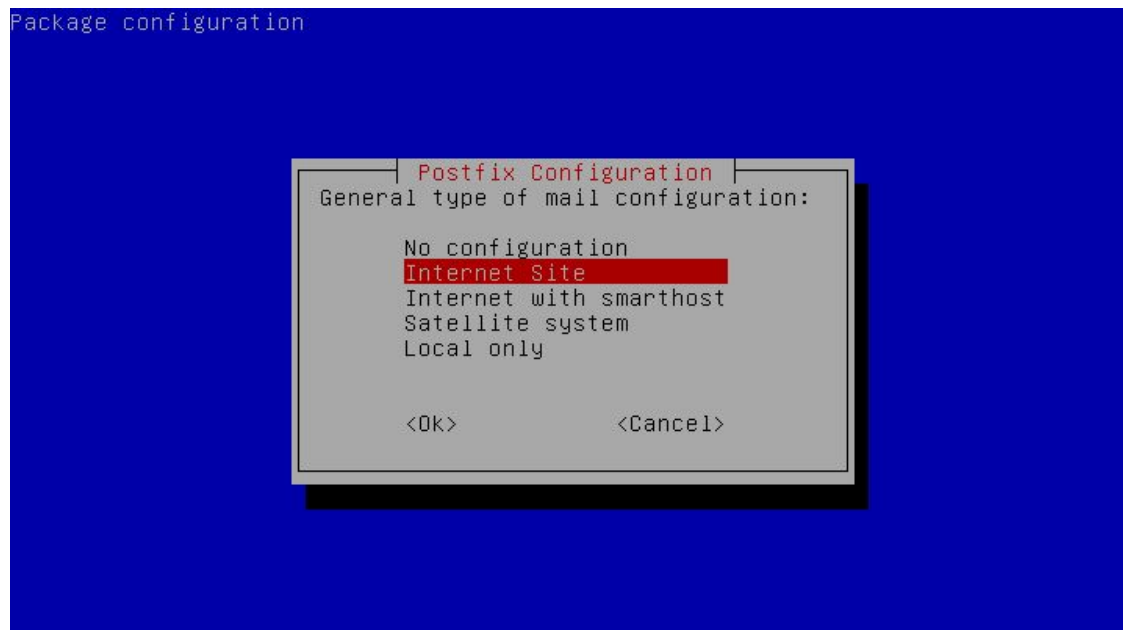 Package configuration
Postfix Configuration
General type of mail configuration:
No configuration
Internet Site
Internet with smarthost
Satellite system
Local only
<Ok> <Cancel>